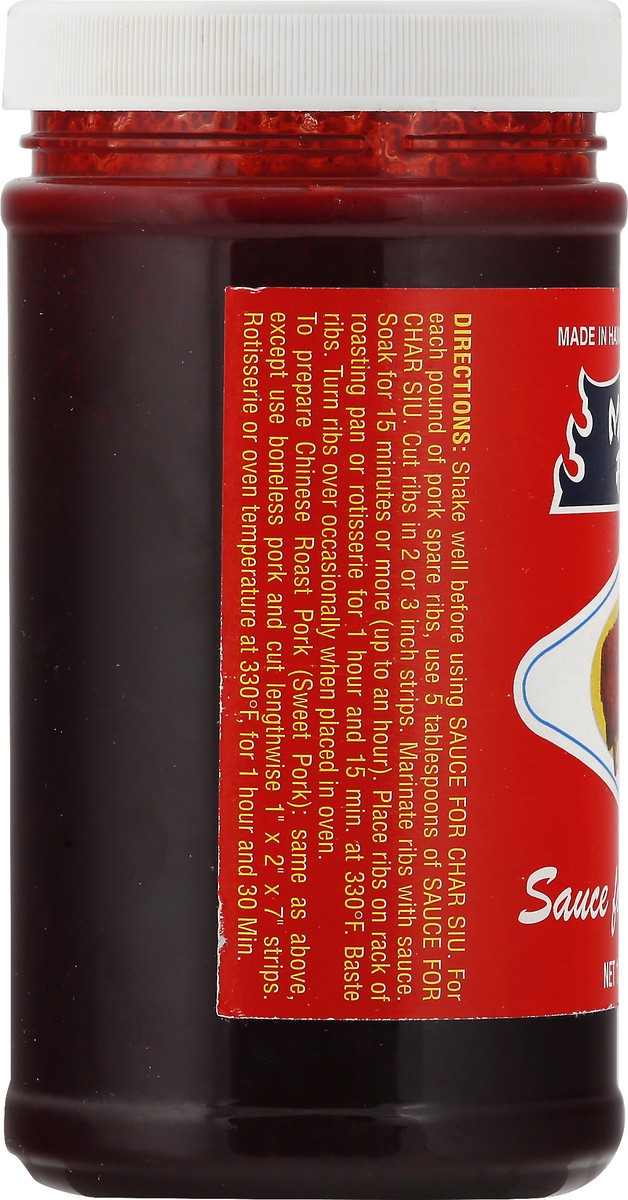 DIRECTIONS: Shake well before using SAUCE FOR CHAR SIU. For
each pound of pork spare ribs, use 5 tablespoons of SAUCE FOR
CHAR SIU. Cut ribs in 2 or 3 inch strips. Marinate ribs with sauce.
Soak for 15 minutes or more (up to an hour). Place ribs on rack of
roasting pan or rotisserie for 1 hour and 15 min. at 330°F. Baste
ribs. Turn ribs over occasionally when placed in oven.
To prepare Chinese Roast Pork (Sweet Pork): same as above,
except use boneless pork and cut lengthwise 1" x 2" x 7" strips.
Rotisserie or oven temperature at 330°F, for 1 hour and 30 Min.
MADE IN
Sauce
NET